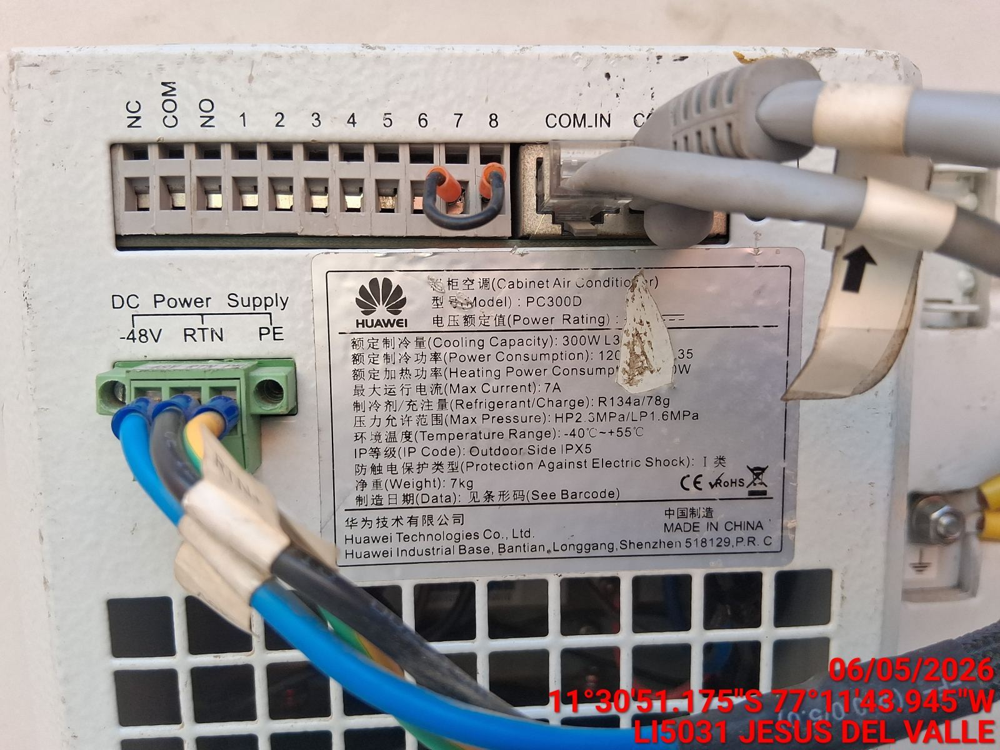 NC COM NO 1 2 3 4 5 6 7 8 COM_IN
DC Power Supply
-48V RTN PE
HUAWEI
柜空调(Cabinet Air Conditioner)
型号(Model) : PC300D
电压额定值(Power Rating) :
额定制冷量(Cooling Capacity): 300W L3
额定制冷功率(Power Consumption): 120 35
额定加热功率(Heating Power Consump W
最大运行电流(Max Current): 7A
制冷剂/充注量(Refrigerant/Charge): R134a/78g
压力允许范围(Max Pressure): HP2.3MPa/LP1.6MPa
环境温度(Temperature Range): -40℃~+55℃
IP等级(IP Code): Outdoor Side IPX5
防触电保护类型(Protection Against Electric Shock): I 类
净重(Weight): 7kg
CE RoHS
制造日期(Data): 见条形码(See Barcode)
华为技术有限公司
Huawei Technologies Co., Ltd.
Huawei Industrial Base, Bantian, Longgang, Shenzhen 518129, P.R. C
中国制造
MADE IN CHINA
RTN
06/05/2026
11°30'51.175"S 77°11'43.945"W
LI5031 JESUS DEL VALLE